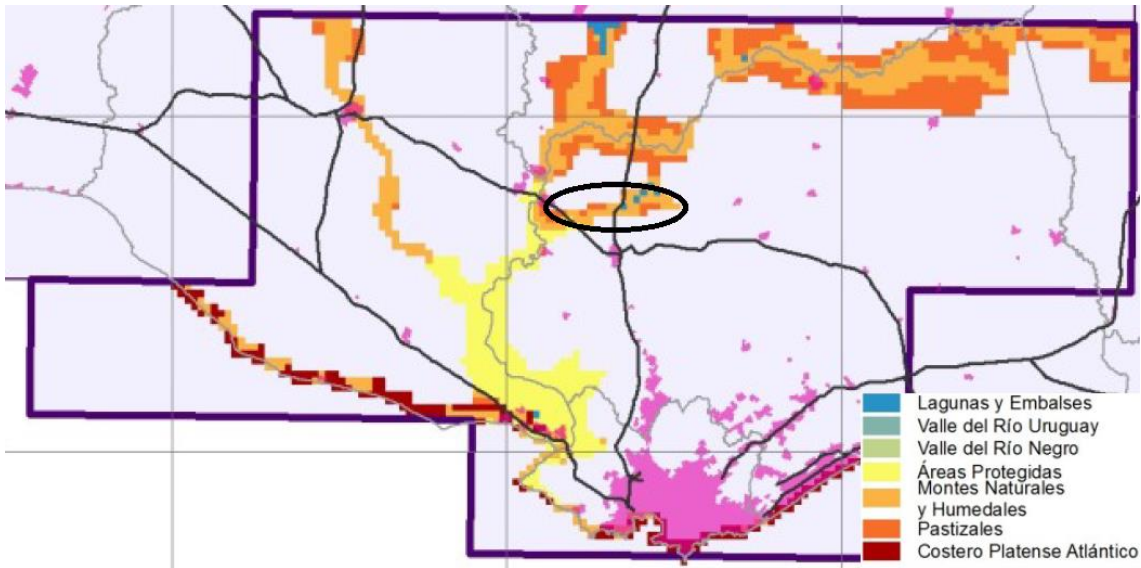 Lagunas y Embalses
Valle del Río Uruguay
Valle del Río Negro
Áreas Protegidas
Montes Naturales
y Humedales
Pastizales
Costero Platense Atlántico